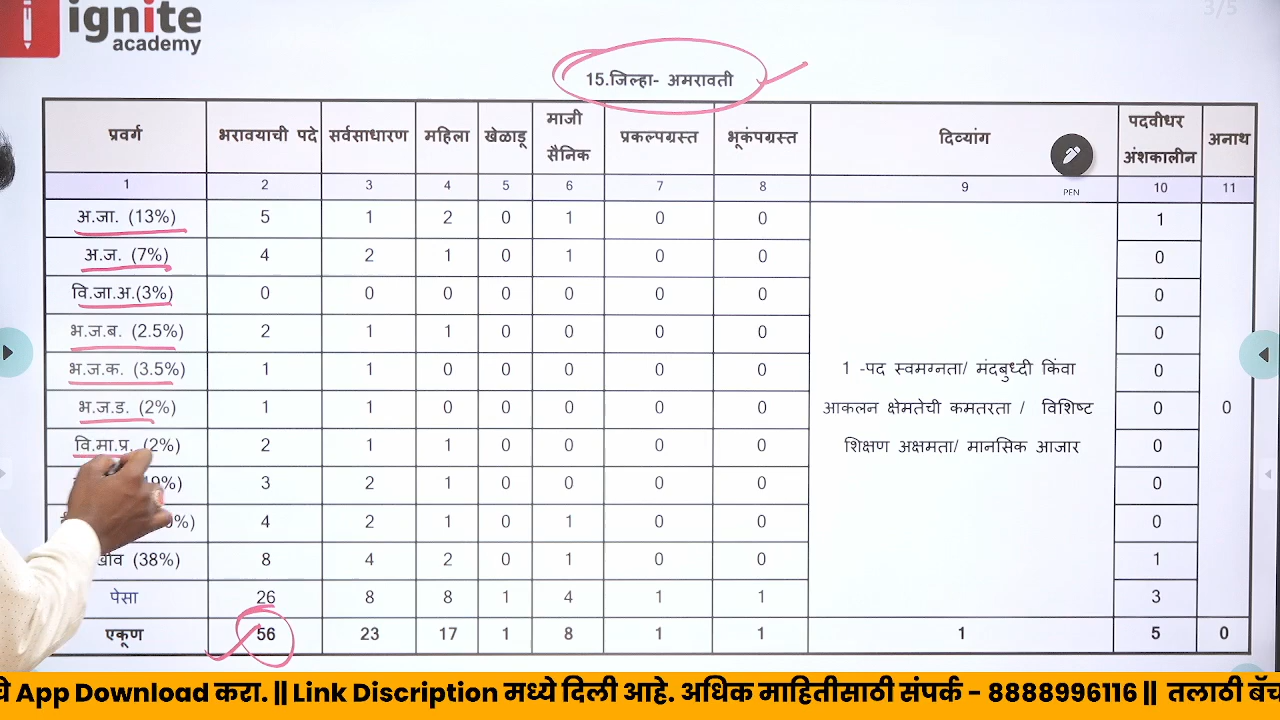 ignite
academy
3/5
15.जिल्हा- अमरावती
प्रवर्ग भरावयाची पदे सर्वसाधारण महिला खेळाडू माजी सैनिक प्रकल्पग्रस्त भूकंपग्रस्त दिव्यांग पदवीधर अंशकालीन अनाथ
1 2 3 4 5 6 7 8 9 10 11
PEN
अ.जा. (13%) 5 1 2 0 1 0 0 1
अ.ज. (7%) 4 2 1 0 1 0 0 0
वि.जा.अ.(3%) 0 0 0 0 0 0 0 0
भ.ज.ब. (2.5%) 2 1 1 0 0 0 0 0
भ.ज.क. (3.5%) 1 1 0 0 0 0 0 1 -पद स्वमग्नता/ मंदबुध्दी किंवा 0
भ.ज.ड. (2%) 1 1 0 0 0 0 0 आकलन क्षेमतेची कमतरता / विशिष्ट 0 0
वि.मा.प्र. (2%) 2 1 1 0 0 0 0 शिक्षण अक्षमता/ मानसिक आजार 0
3 2 1 0 0 0 0 0
4 2 1 0 1 0 0 0
(38%) 8 4 2 0 1 0 0 1
पेसा 26 8 8 1 4 1 1 3
एकूण 56 23 17 1 8 1 1 1 5 0
App Download करा. || Link Discription मध्ये दिली आहे. अधिक माहितीसाठी संपर्क - 8888996116 || तलाठी